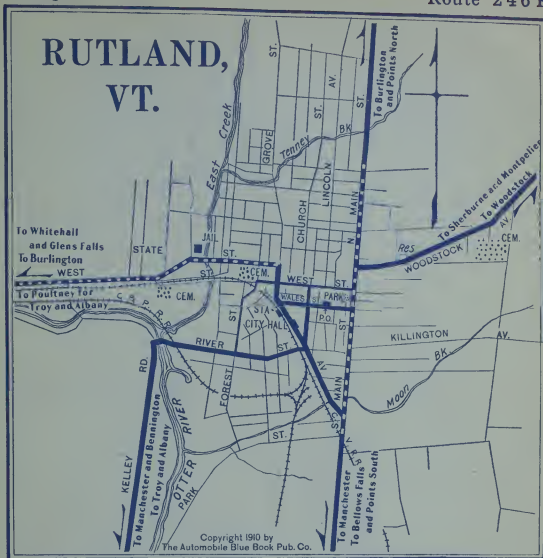 Route 246
RUTLAND,
VT.
East Creek
GROVE
ST.
ST.
AV.
ST.
Tenney
BK
CHURCH
LINCOLN
N. MAIN
ST.
To Burlington
and Points North
To Sherburne and Montpelier
To Woodstock
WOODSTOCK
AV.
Res
CEM.
To Whitehall
and Glens Falls
To Burlington
STATE
ST.
JAIL
WEST
ST.
CEM.
WEST ST.
To Poultney for
Troy and Albany
CEM.
WALES
ST.
PARK
P.O.
STA.
CITY HALL
ST.
RIVER
ST.
FOREST
AV.
MAIN
ST.
KILLINGTON
AV.
Moon
BK.
RD.
KELLEY
To Manchester and Bennington
To Troy and Albany
OTTER
RIVER
PARK
ST.
C. V. R. R.
To Manchester
To Bellows Falls
and Points South
Copyright 1910 by
The Automobile Blue Book Pub. Co.